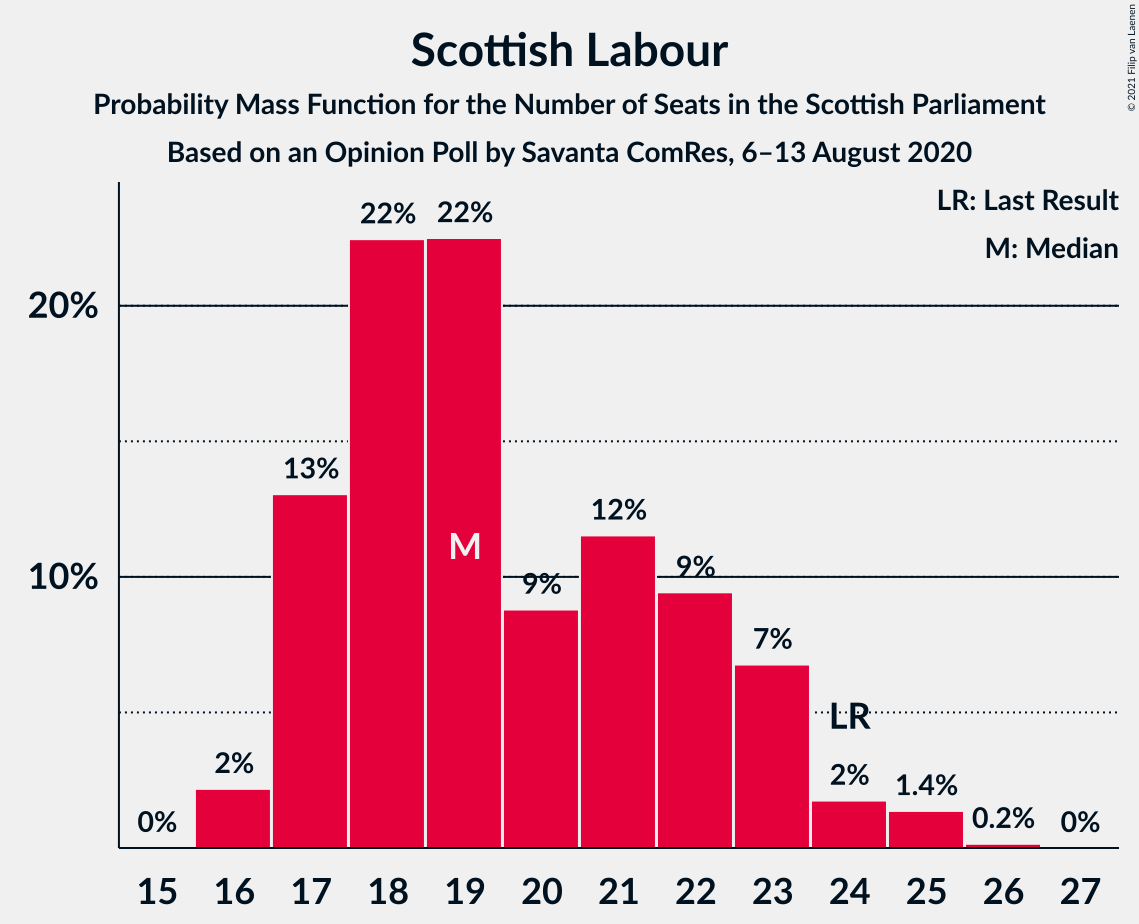 Scottish Labour
Probability Mass Function for the Number of Seats in the Scottish Parliament
Based on an Opinion Poll by Savanta ComRes, 6–13 August 2020
© 2021 Filip van Laenen
LR: Last Result
M: Median
20%
10%
0%
2%
13%
22%
22%
M
9%
12%
9%
7%
LR
2%
1.4%
0.2%
0%
15 16 17 18 19 20 21 22 23 24 25 26 27